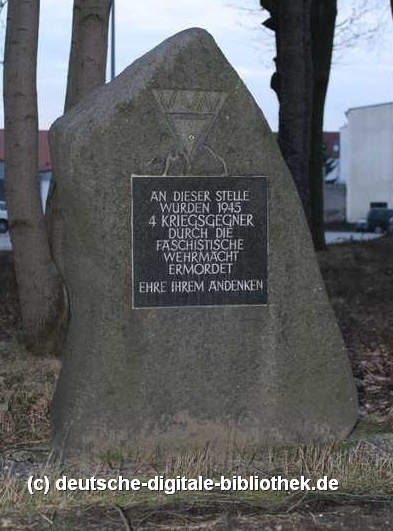 AN DIESER STELLE
WURDEN 1945
4 KRIEGSGEGNER
DURCH DIE
FASCHISTISCHE
WEHRMACHT
ERMORDET
EHRE IHREM ANDENKEN
(c) deutsche-digitale-bibliothek.de